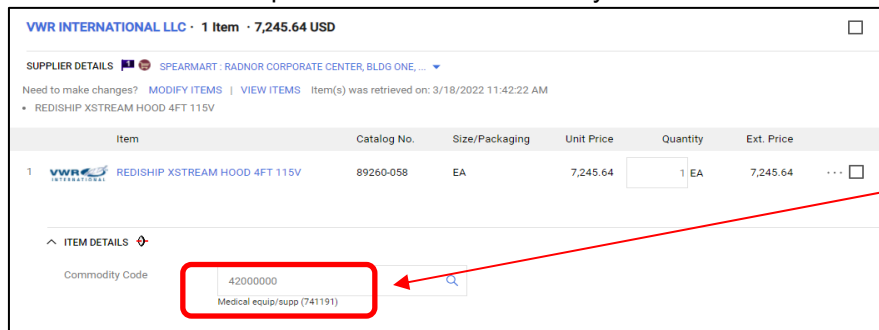 VWR INTERNATIONAL LLC · 1 Item · 7,245.64 USD
SUPPLIER DETAILS SPEARMART : RADNOR CORPORATE CENTER, BLDG ONE, ...
Need to make changes? MODIFY ITEMS | VIEW ITEMS Item(s) was retrieved on: 3/18/2022 11:42:22 AM
• REDISHIP XSTREAM HOOD 4FT 115V
Item Catalog No. Size/Packaging Unit Price Quantity Ext. Price
1 VWR INTERNATIONAL REDISHIP XSTREAM HOOD 4FT 115V 89260-058 EA 7,245.64 1 EA 7,245.64 ...
ITEM DETAILS
Commodity Code 42000000
Medical equip/supp (741191)